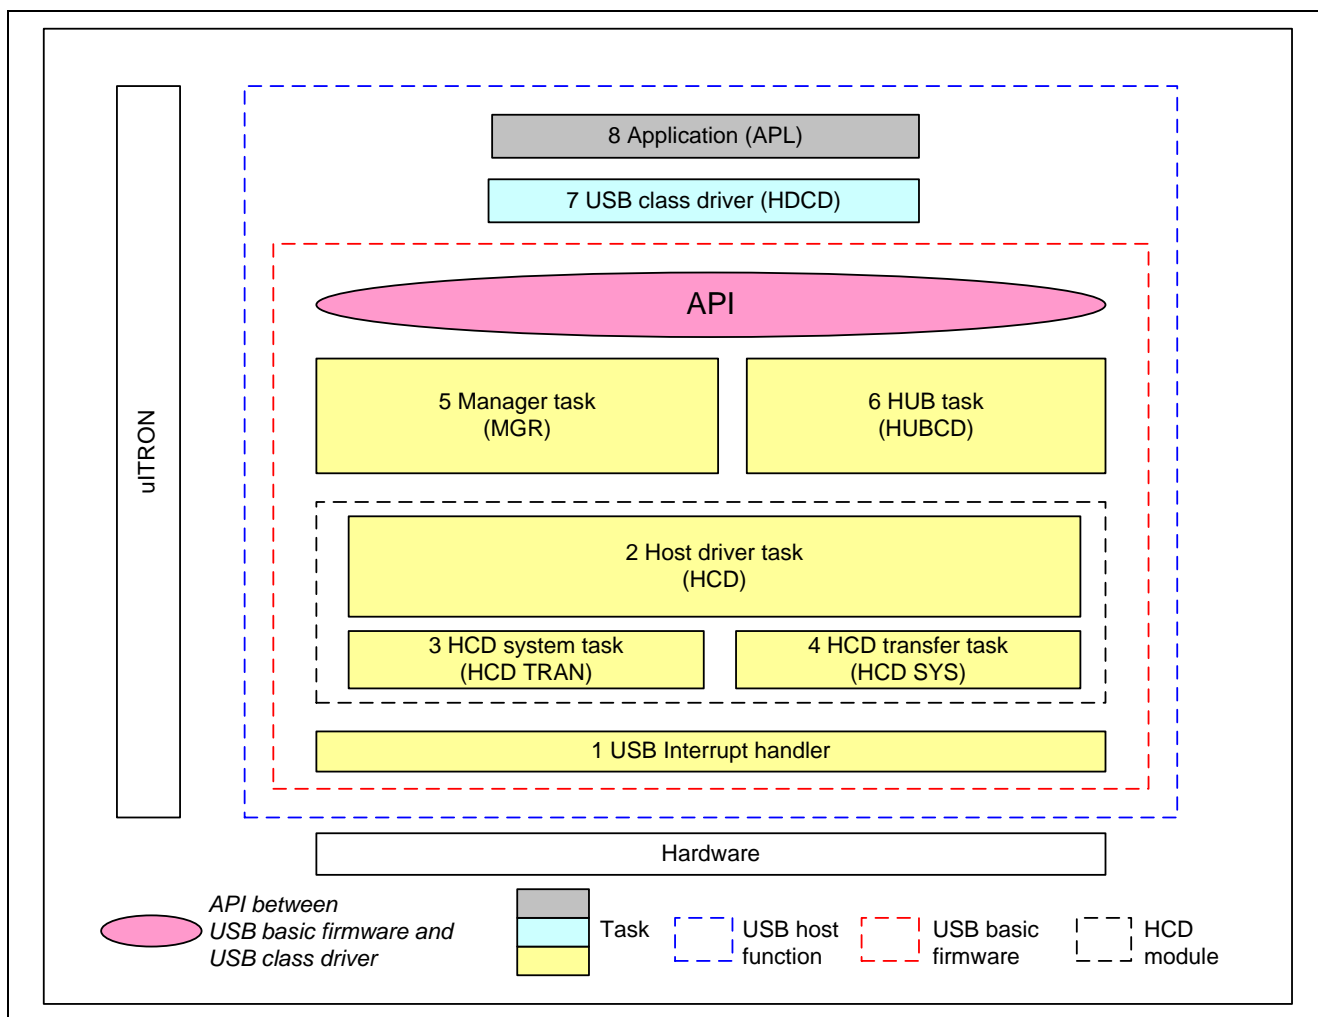 8 Application (APL)
7 USB class driver (HDCD)
API
5 Manager task
(MGR)
6 HUB task
(HUBCD)
uITRON
2 Host driver task
(HCD)
3 HCD system task
(HCD TRAN)
4 HCD transfer task
(HCD SYS)
1 USB Interrupt handler
Hardware
API between
USB basic firmware and
USB class driver
Task
USB host
function
USB basic
firmware
HCD
module